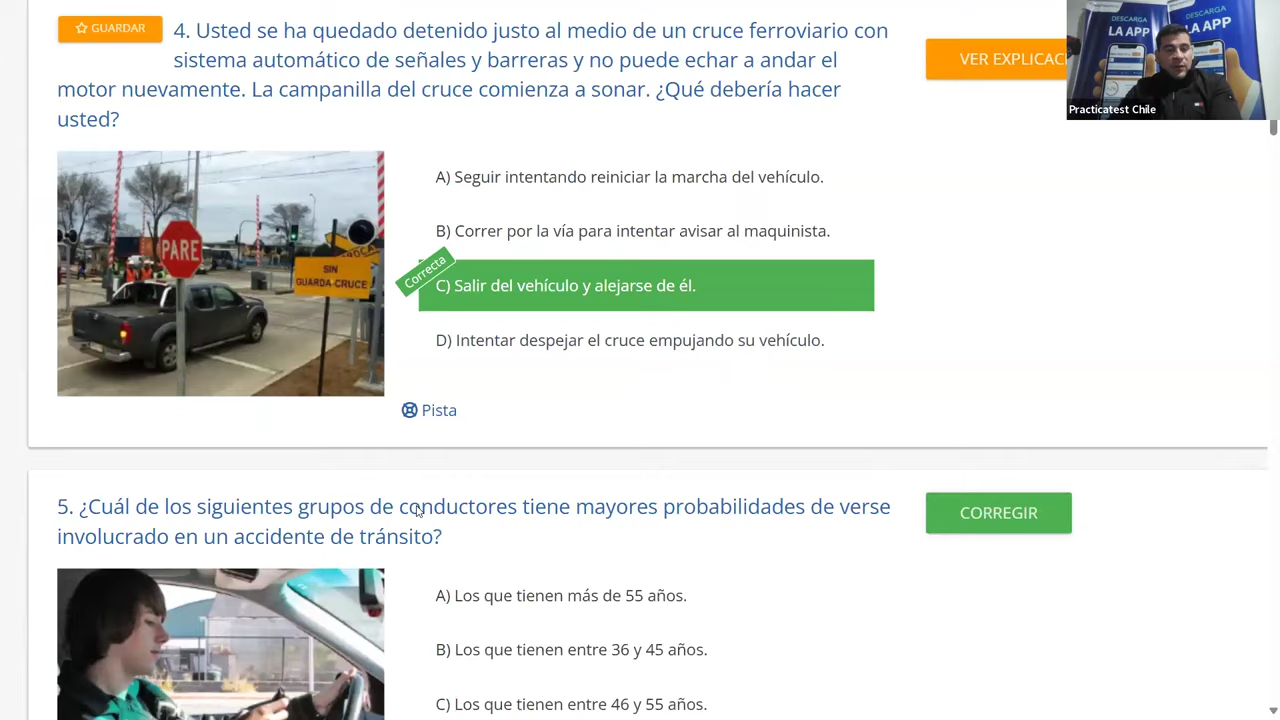 GUARDAR
4. Usted se ha quedado detenido justo al medio de un cruce ferroviario con
sistema automático de señales y barreras y no puede echar a andar el
motor nuevamente. La campanilla del cruce comienza a sonar. ¿Qué debería hacer
usted?
VER EXPLICACI
DESCARGA
LA APP
DESCARGA
LA APP
Practicatest Chile
PARE
SIN
GUARDA-CRUCE
A) Seguir intentando reiniciar la marcha del vehículo.
B) Correr por la vía para intentar avisar al maquinista.
Correcta
C) Salir del vehículo y alejarse de él.
D) Intentar despejar el cruce empujando su vehículo.
Pista
5. ¿Cuál de los siguientes grupos de conductores tiene mayores probabilidades de verse
involucrado en un accidente de tránsito?
CORREGIR
A) Los que tienen más de 55 años.
B) Los que tienen entre 36 y 45 años.
C) Los que tienen entre 46 y 55 años.